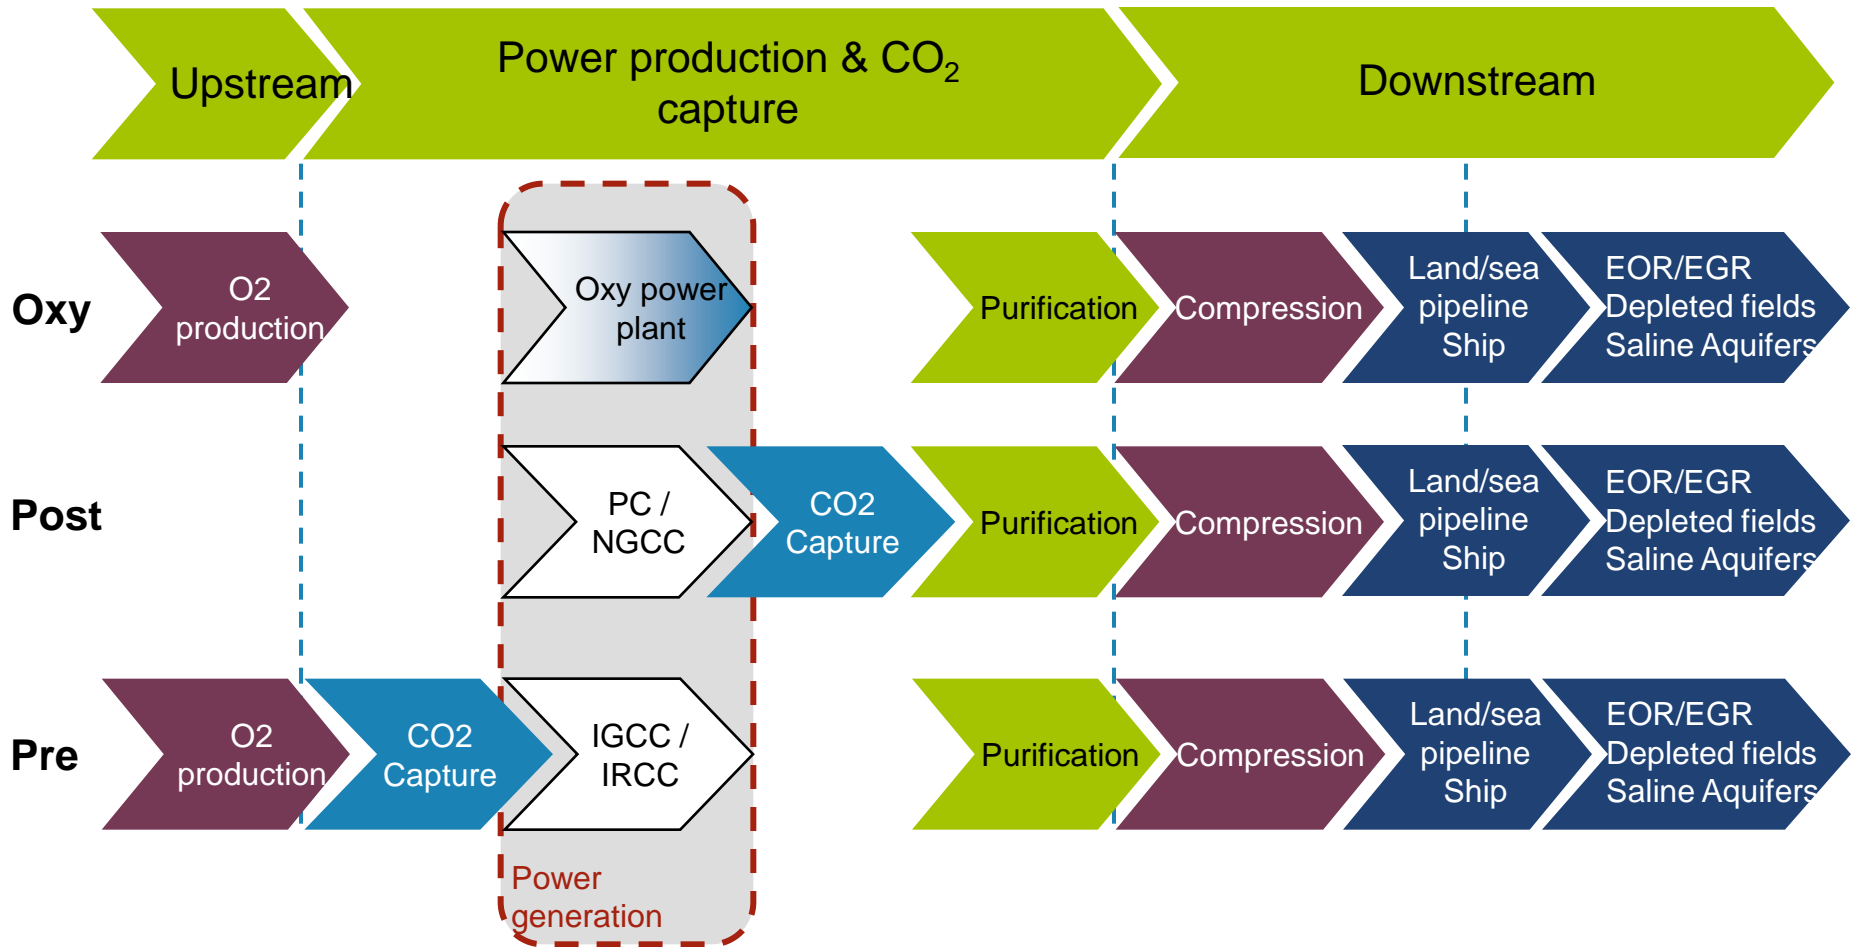 Upstream
Power production & CO₂
capture
Downstream
Oxy
O2
production
Oxy power
plant
Purification
Compression
Land/sea
pipeline
Ship
EOR/EGR
Depleted fields
Saline Aquifers
Post
PC /
NGCC
CO2
Capture
Purification
Compression
Land/sea
pipeline
Ship
EOR/EGR
Depleted fields
Saline Aquifers
Pre
O2
production
CO2
Capture
IGCC /
IRCC
Purification
Compression
Land/sea
pipeline
Ship
EOR/EGR
Depleted fields
Saline Aquifers
Power
generation